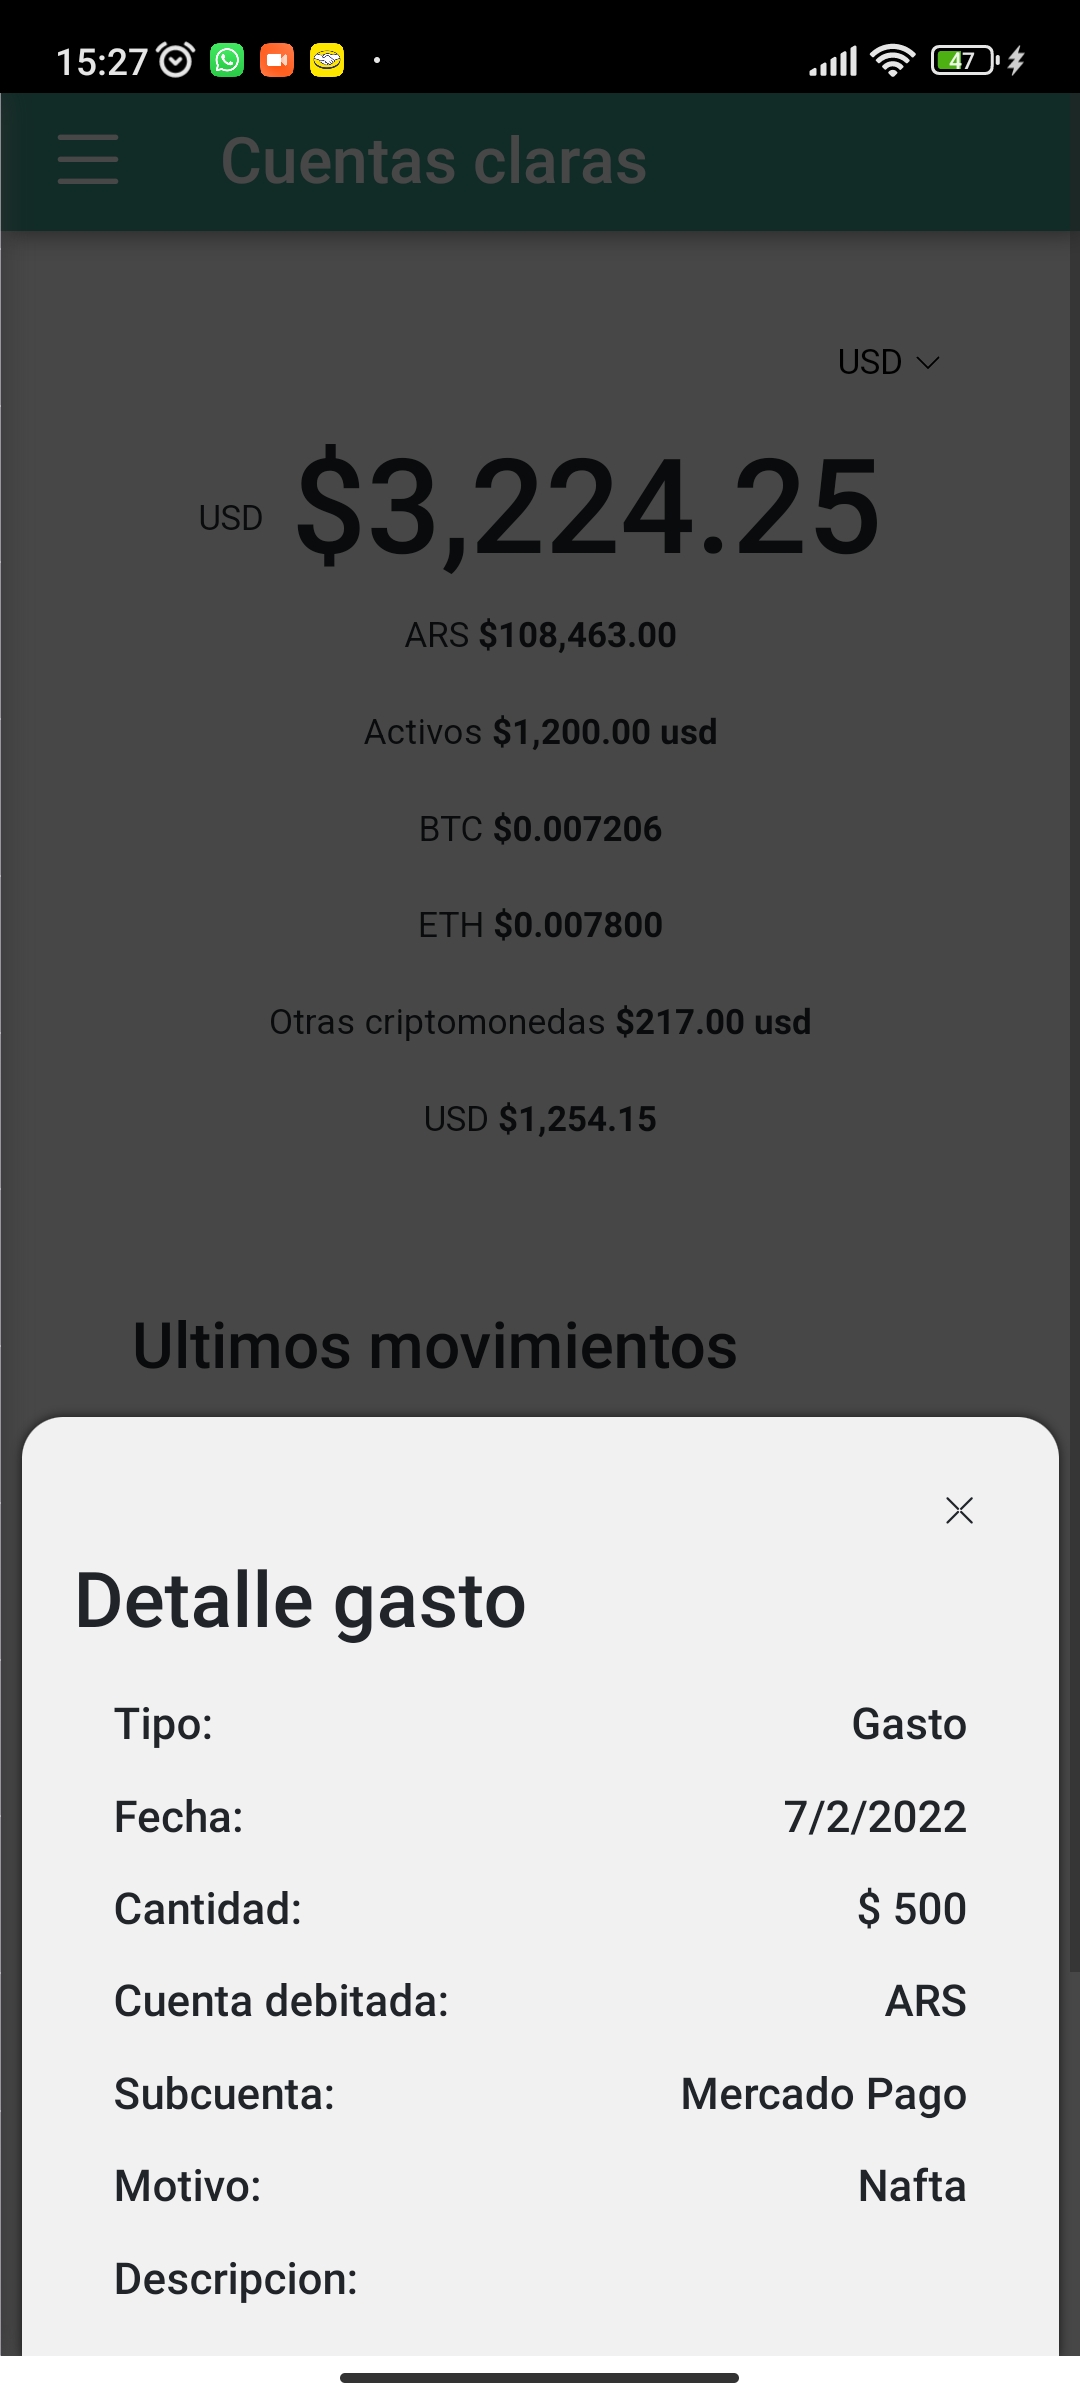 15:27
47
Cuentas claras
USD
USD $3,224.25
ARS $108,463.00
Activos $1,200.00 usd
BTC $0.007206
ETH $0.007800
Otras criptomonedas $217.00 usd
USD $1,254.15
Ultimos movimientos
Detalle gasto
Tipo: Gasto
Fecha: 7/2/2022
Cantidad: $ 500
Cuenta debitada: ARS
Subcuenta: Mercado Pago
Motivo: Nafta
Descripcion: